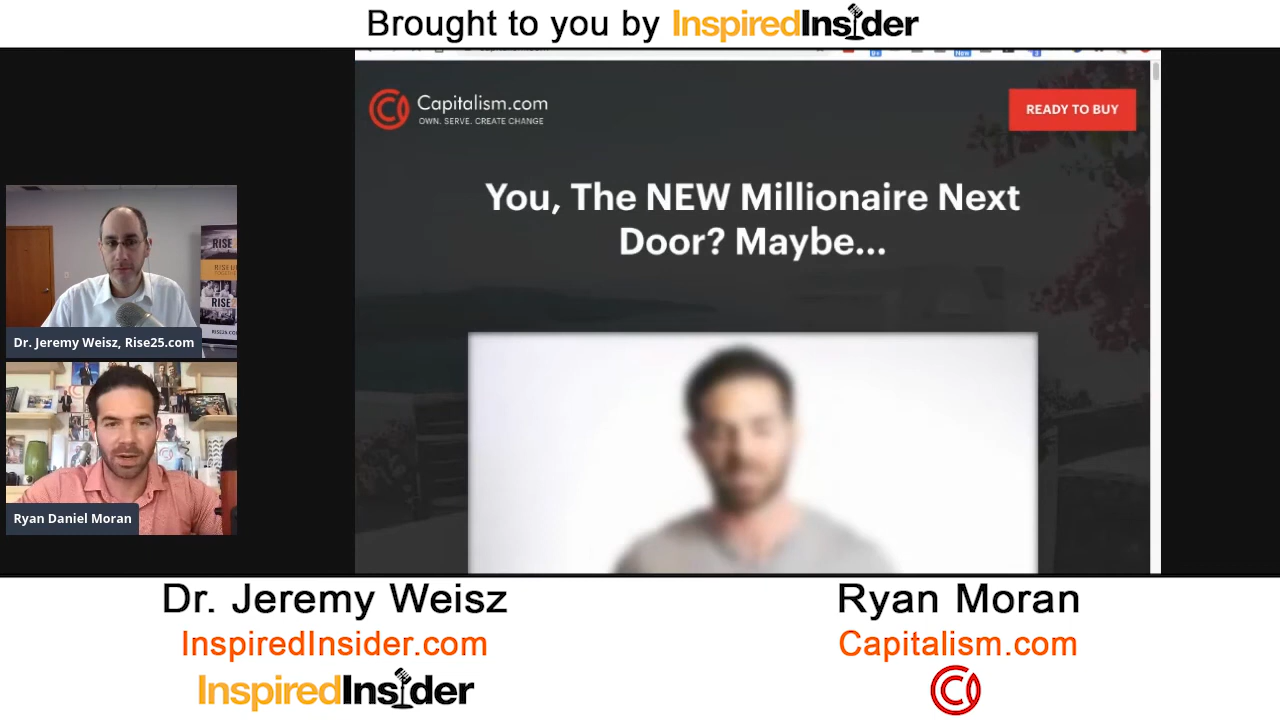 Brought to you by InspiredInsider
Capitalism.com
OWN. SERVE. CREATE CHANGE
READY TO BUY
You, The NEW Millionaire Next
Door? Maybe...
RISE
RISE
Dr. Jeremy Weisz, Rise25.com
Ryan Daniel Moran
Dr. Jeremy Weisz
InspiredInsider.com
InspiredInsider
Ryan Moran
Capitalism.com